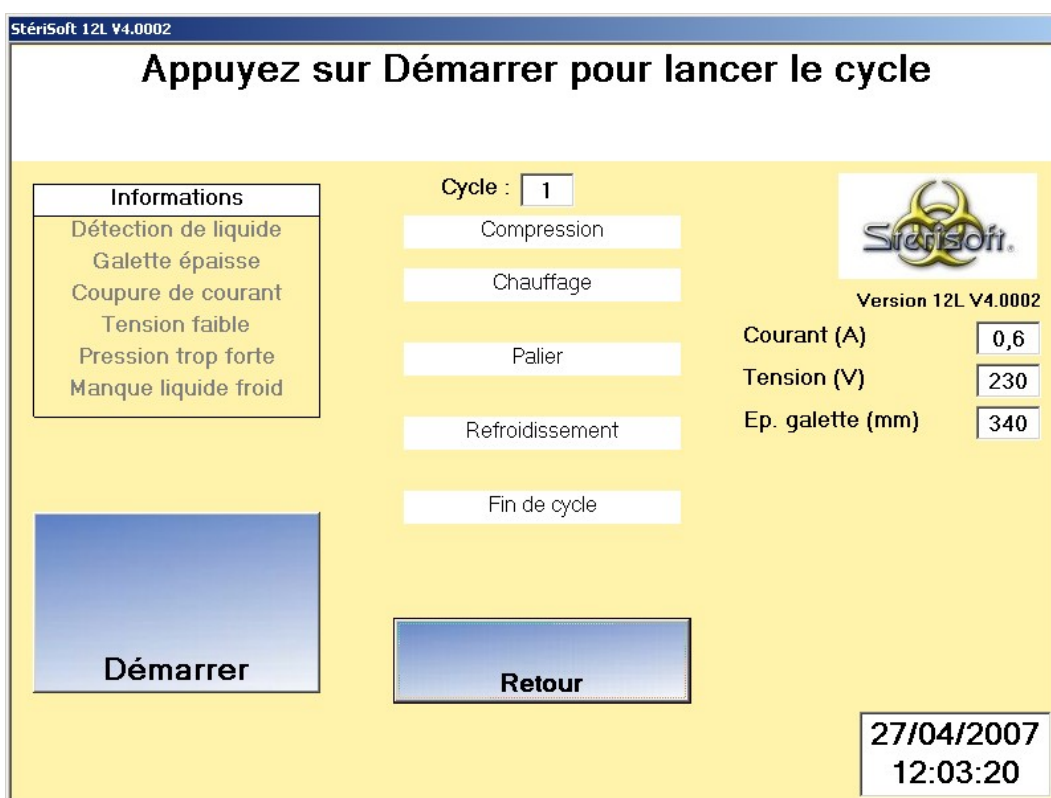 StériSoft 12L V4.0002
Appuyez sur Démarrer pour lancer le cycle
Informations
Détection de liquide
Galette épaisse
Coupure de courant
Tension faible
Pression trop forte
Manque liquide froid
Cycle : 1
Compression
Chauffage
Palier
Refroidissement
Fin de cycle
Sterisoft.
Version 12L V4.0002
Courant (A) 0,6
Tension (V) 230
Ep. galette (mm) 340
Démarrer
Retour
27/04/2007
12:03:20